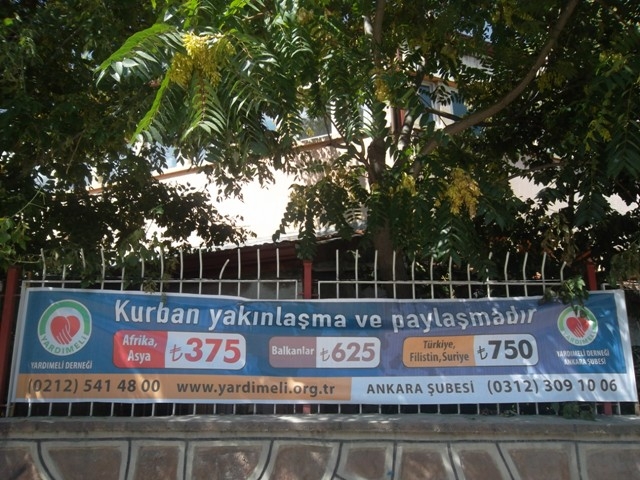 Kurban yakınlaşma ve paylaşmadır
YARDIMELİ
YARDIMELİ DERNEĞİ
Afrika,
Asya
₺375
Balkanlar
₺625
Türkiye,
Filistin, Suriye
₺750
YARDIMELİ
YARDIMELİ DERNEĞİ
ANKARA ŞUBESİ
(0212) 541 48 00 www.yardimeli.org.tr ANKARA ŞUBESİ (0312) 309 10 06